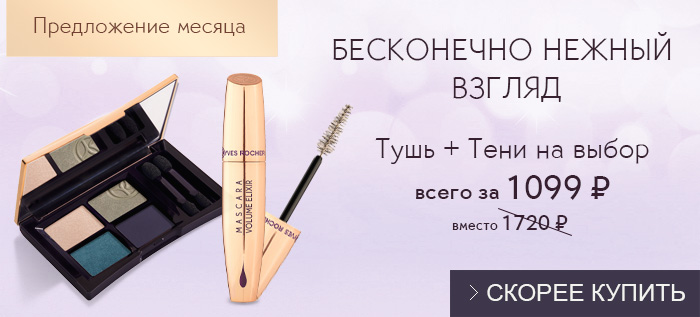 Предложение месяца
БЕСКОНЕЧНО НЕЖНЫЙ
ВЗГЛЯД
Тушь + Тени на выбор
всего за 1099 ₽
вместо 1720 ₽
> СКОРЕЕ КУПИТЬ
YVES ROCHER
MASCARA
VOLUME ELIXIR
YVES ROCHER